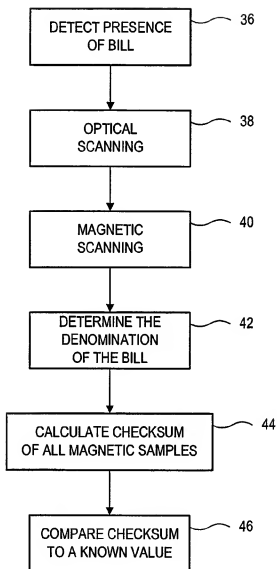 DETECT PRESENCE
OF BILL
36
OPTICAL
SCANNING
38
MAGNETIC
SCANNING
40
DETERMINE THE
DENOMINATION
OF THE BILL
42
CALCULATE CHECKSUM
OF ALL MAGNETIC SAMPLES
44
COMPARE CHECKSUM
TO A KNOWN VALUE
46